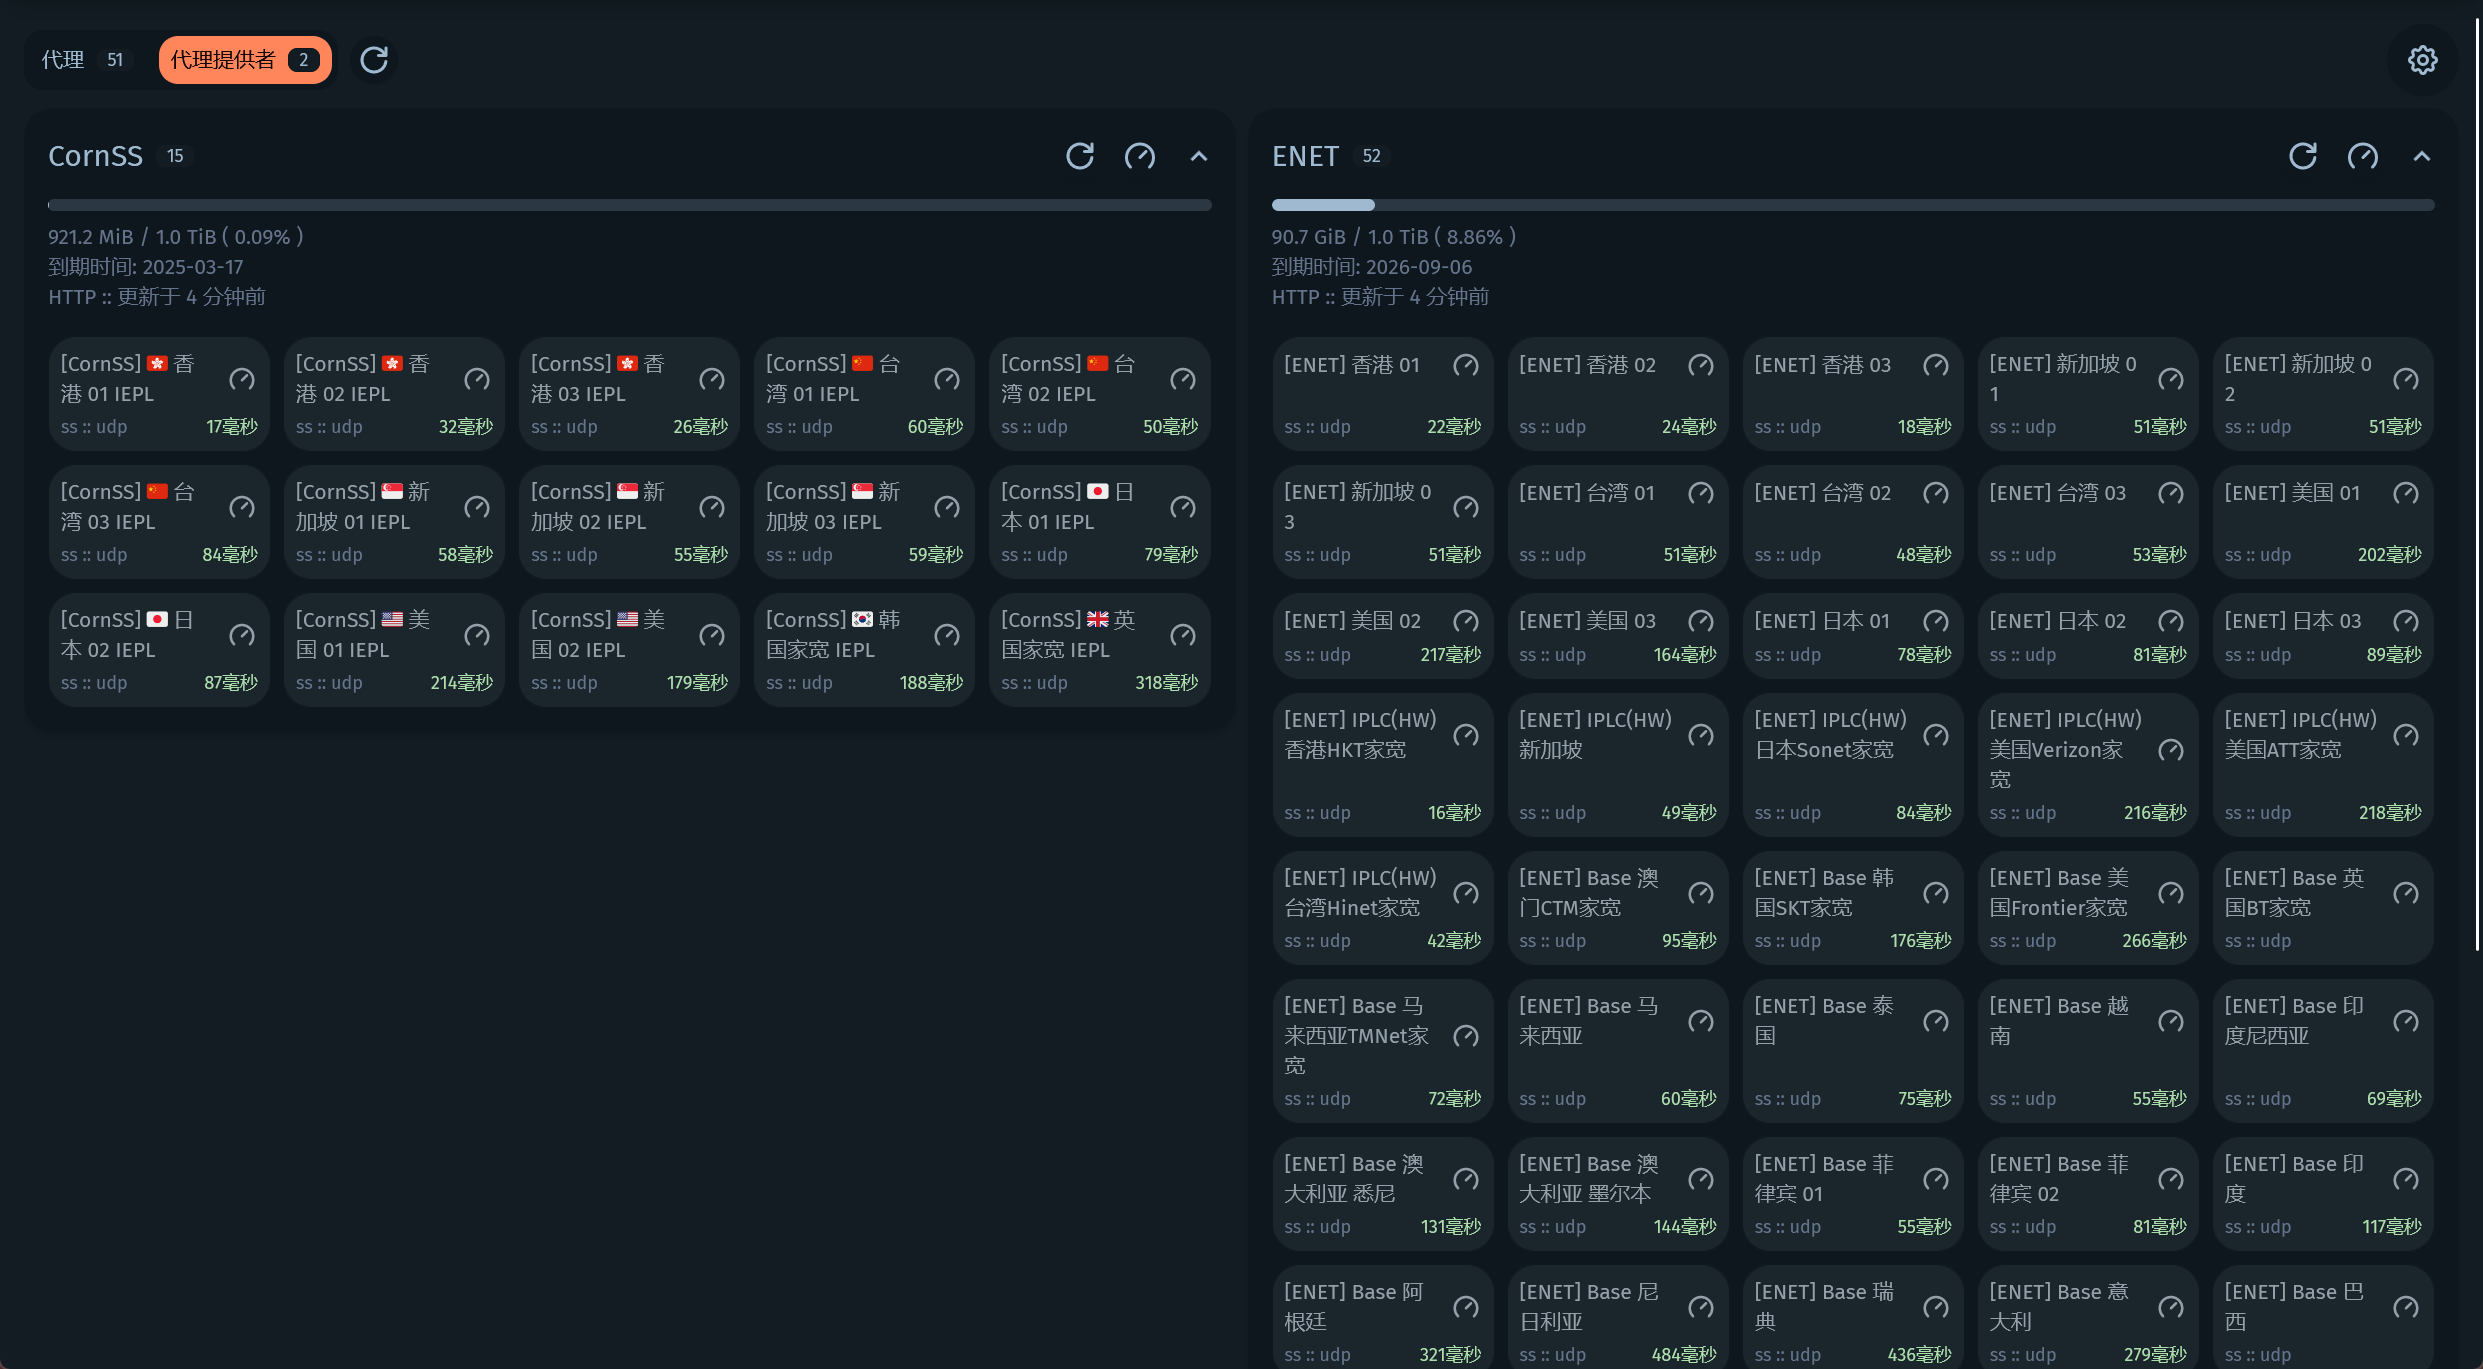 代理 51
代理提供者 2
CornSS 15
921.2 MiB / 1.0 TiB ( 0.09% )
到期时间: 2025-03-17
HTTP :: 更新于 4 分钟前
[CornSS] 🇭🇰 香
港 01 IEPL
ss :: udp 17毫秒
[CornSS] 🇭🇰 香
港 02 IEPL
ss :: udp 32毫秒
[CornSS] 🇭🇰 香
港 03 IEPL
ss :: udp 26毫秒
[CornSS] 🇨🇳 台
湾 01 IEPL
ss :: udp 60毫秒
[CornSS] 🇨🇳 台
湾 02 IEPL
ss :: udp 50毫秒
[CornSS] 🇨🇳 台
湾 03 IEPL
ss :: udp 84毫秒
[CornSS] 🇸🇬 新
加坡 01 IEPL
ss :: udp 58毫秒
[CornSS] 🇸🇬 新
加坡 02 IEPL
ss :: udp 55毫秒
[CornSS] 🇸🇬 新
加坡 03 IEPL
ss :: udp 59毫秒
[CornSS] 🇯🇵 日
本 01 IEPL
ss :: udp 79毫秒
[CornSS] 🇯🇵 日
本 02 IEPL
ss :: udp 87毫秒
[CornSS] 🇺🇸 美
国 01 IEPL
ss :: udp 214毫秒
[CornSS] 🇺🇸 美
国 02 IEPL
ss :: udp 179毫秒
[CornSS] 🇰🇷 韩
国家宽 IEPL
ss :: udp 188毫秒
[CornSS] 🇬🇧 英
国家宽 IEPL
ss :: udp 318毫秒
ENET 52
90.7 GiB / 1.0 TiB ( 8.86% )
到期时间: 2026-09-06
HTTP :: 更新于 4 分钟前
[ENET] 香港 01
ss :: udp 22毫秒
[ENET] 香港 02
ss :: udp 24毫秒
[ENET] 香港 03
ss :: udp 18毫秒
[ENET] 新加坡 0
1
ss :: udp 51毫秒
[ENET] 新加坡 0
2
ss :: udp 51毫秒
[ENET] 新加坡 0
3
ss :: udp 51毫秒
[ENET] 台湾 01
ss :: udp 51毫秒
[ENET] 台湾 02
ss :: udp 48毫秒
[ENET] 台湾 03
ss :: udp 53毫秒
[ENET] 美国 01
ss :: udp 202毫秒
[ENET] 美国 02
ss :: udp 217毫秒
[ENET] 美国 03
ss :: udp 164毫秒
[ENET] 日本 01
ss :: udp 78毫秒
[ENET] 日本 02
ss :: udp 81毫秒
[ENET] 日本 03
ss :: udp 89毫秒
[ENET] IPLC(HW)
香港HKT家宽
ss :: udp 16毫秒
[ENET] IPLC(HW)
新加坡
ss :: udp 49毫秒
[ENET] IPLC(HW)
日本Sonet家宽
ss :: udp 84毫秒
[ENET] IPLC(HW)
美国Verizon家
宽
ss :: udp 216毫秒
[ENET] IPLC(HW)
美国ATT家宽
ss :: udp 218毫秒
[ENET] IPLC(HW)
台湾Hinet家宽
ss :: udp 42毫秒
[ENET] Base 澳
门CTM家宽
ss :: udp 95毫秒
[ENET] Base 韩
国SKT家宽
ss :: udp 176毫秒
[ENET] Base 美
国Frontier家宽
ss :: udp 266毫秒
[ENET] Base 英
国BT家宽
ss :: udp
[ENET] Base 马
来西亚TMNet家
宽
ss :: udp 72毫秒
[ENET] Base 马
来西亚
ss :: udp 60毫秒
[ENET] Base 泰
国
ss :: udp 75毫秒
[ENET] Base 越
南
ss :: udp 55毫秒
[ENET] Base 印
度尼西亚
ss :: udp 69毫秒
[ENET] Base 澳
大利亚 悉尼
ss :: udp 131毫秒
[ENET] Base 澳
大利亚 墨尔本
ss :: udp 144毫秒
[ENET] Base 菲
律宾 01
ss :: udp 55毫秒
[ENET] Base 菲
律宾 02
ss :: udp 81毫秒
[ENET] Base 印
度
ss :: udp 117毫秒
[ENET] Base 阿
根廷
ss :: udp 321毫秒
[ENET] Base 尼
日利亚
ss :: udp 484毫秒
[ENET] Base 瑞
典
ss :: udp 436毫秒
[ENET] Base 意
大利
ss :: udp 279毫秒
[ENET] Base 巴
西
ss :: udp